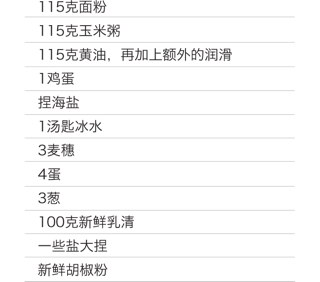 115克面粉
115克玉米粥
115克黄油，再加上额外的润滑
1鸡蛋
捏海盐
1汤匙冰水
3麦穗
4蛋
3葱
100克新鲜乳清
一些盐大捏
新鲜胡椒粉